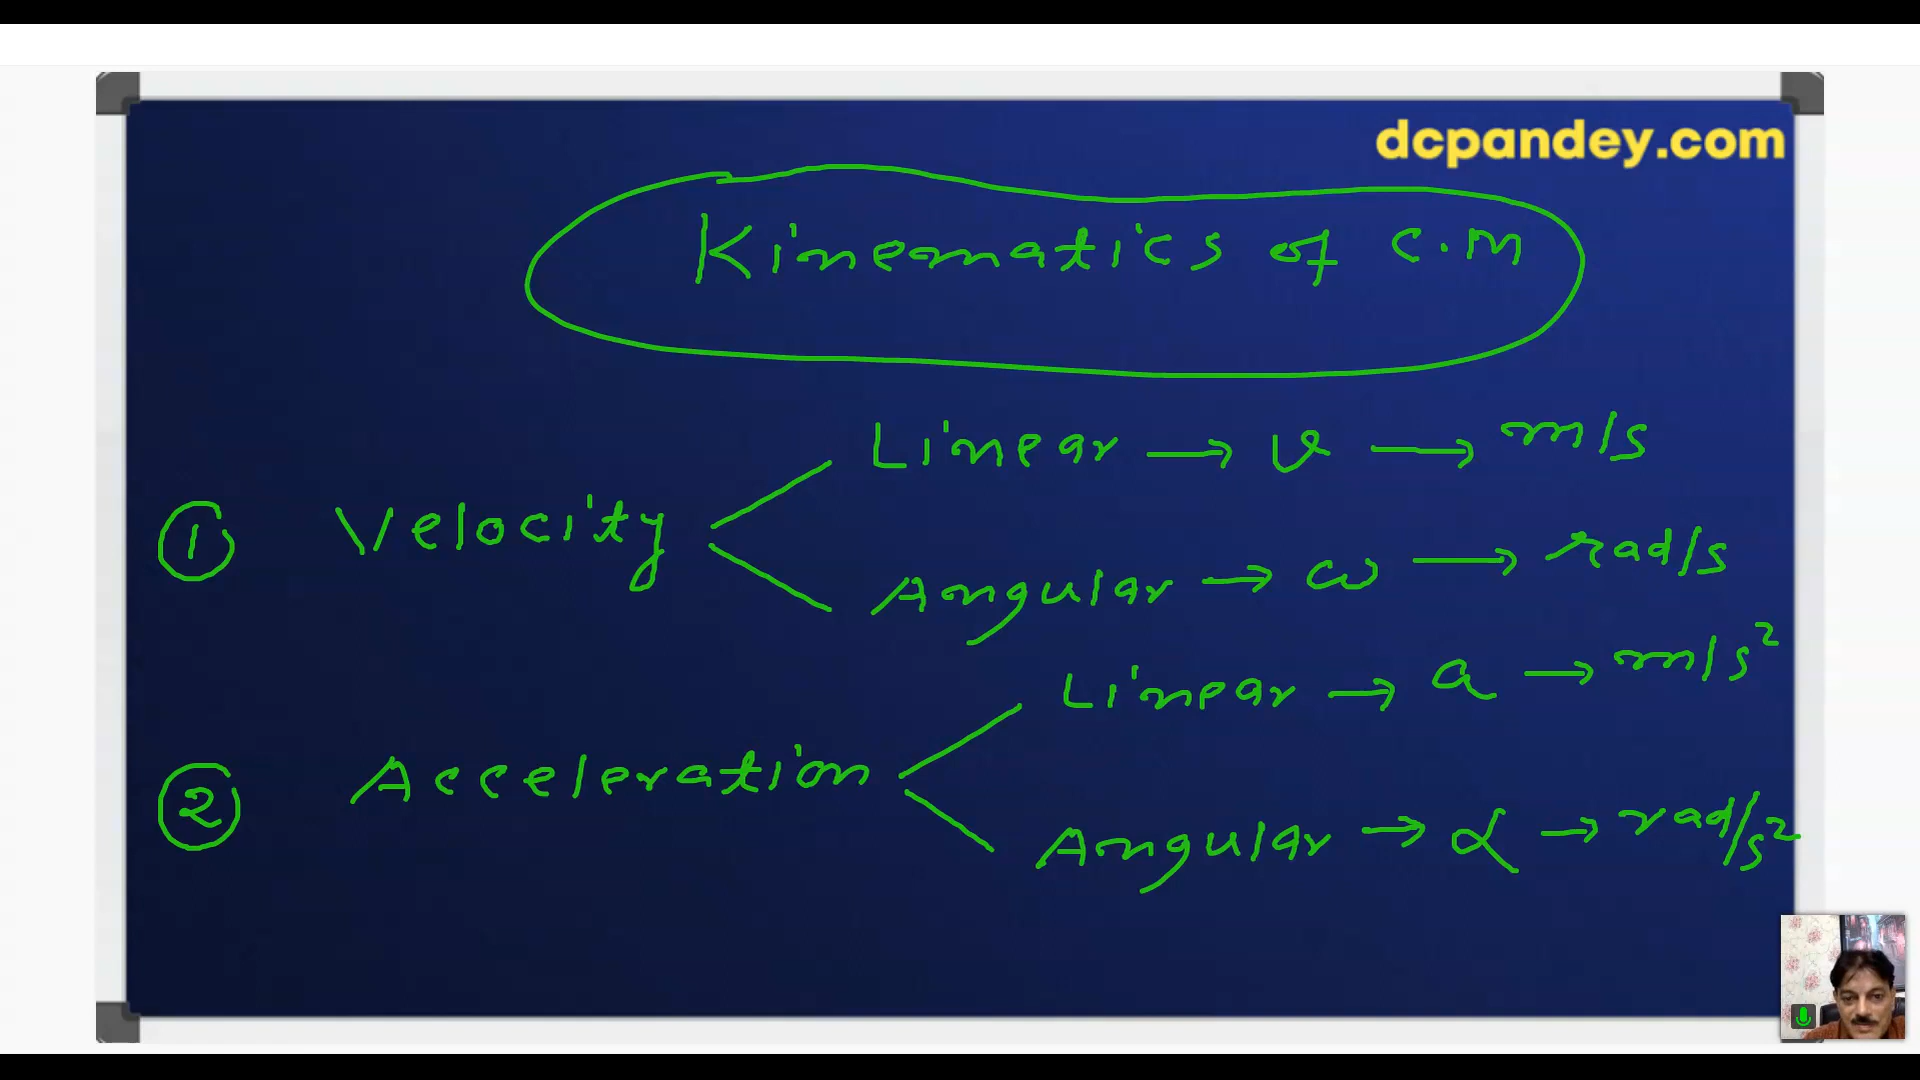 dcpandey.com
Kinematics of C.M
Linear → v → m/s
① Velocity
Angular → ω → rad/s
Linear → a → m/s²
② Acceleration
Angular → α → rad/s²